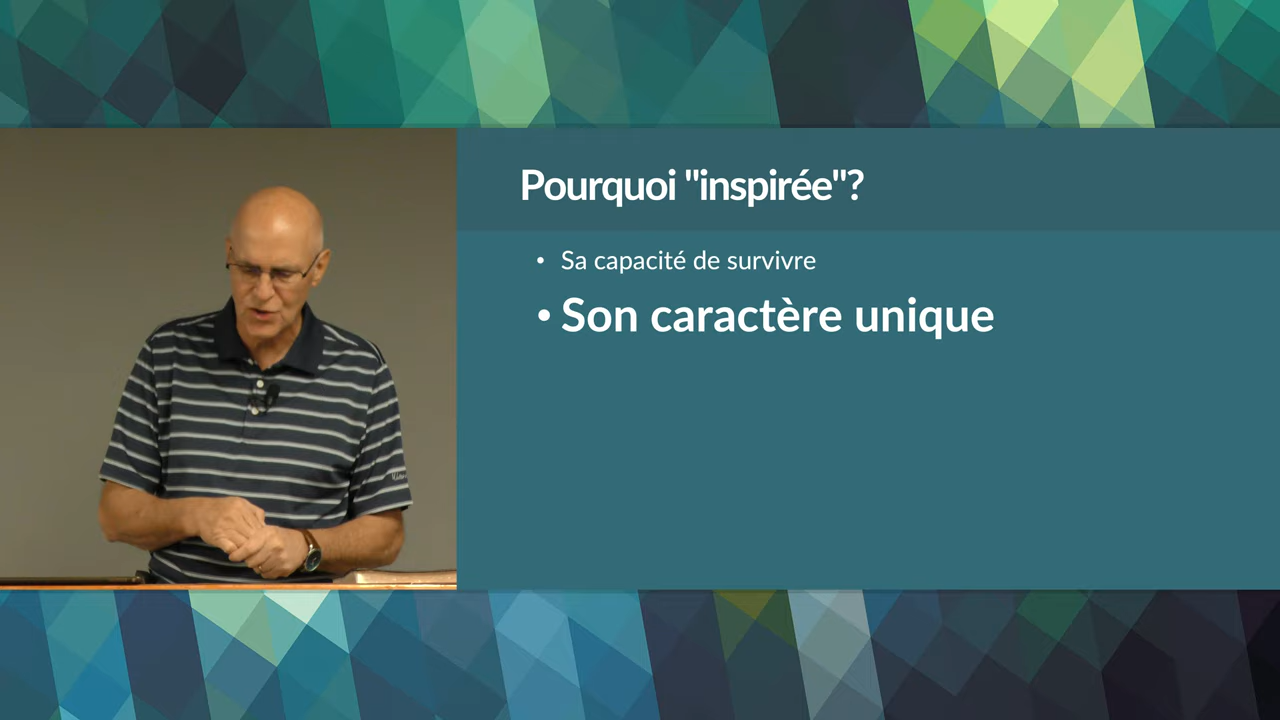 Pourquoi "inspirée"?
• Sa capacité de survivre
• Son caractère unique